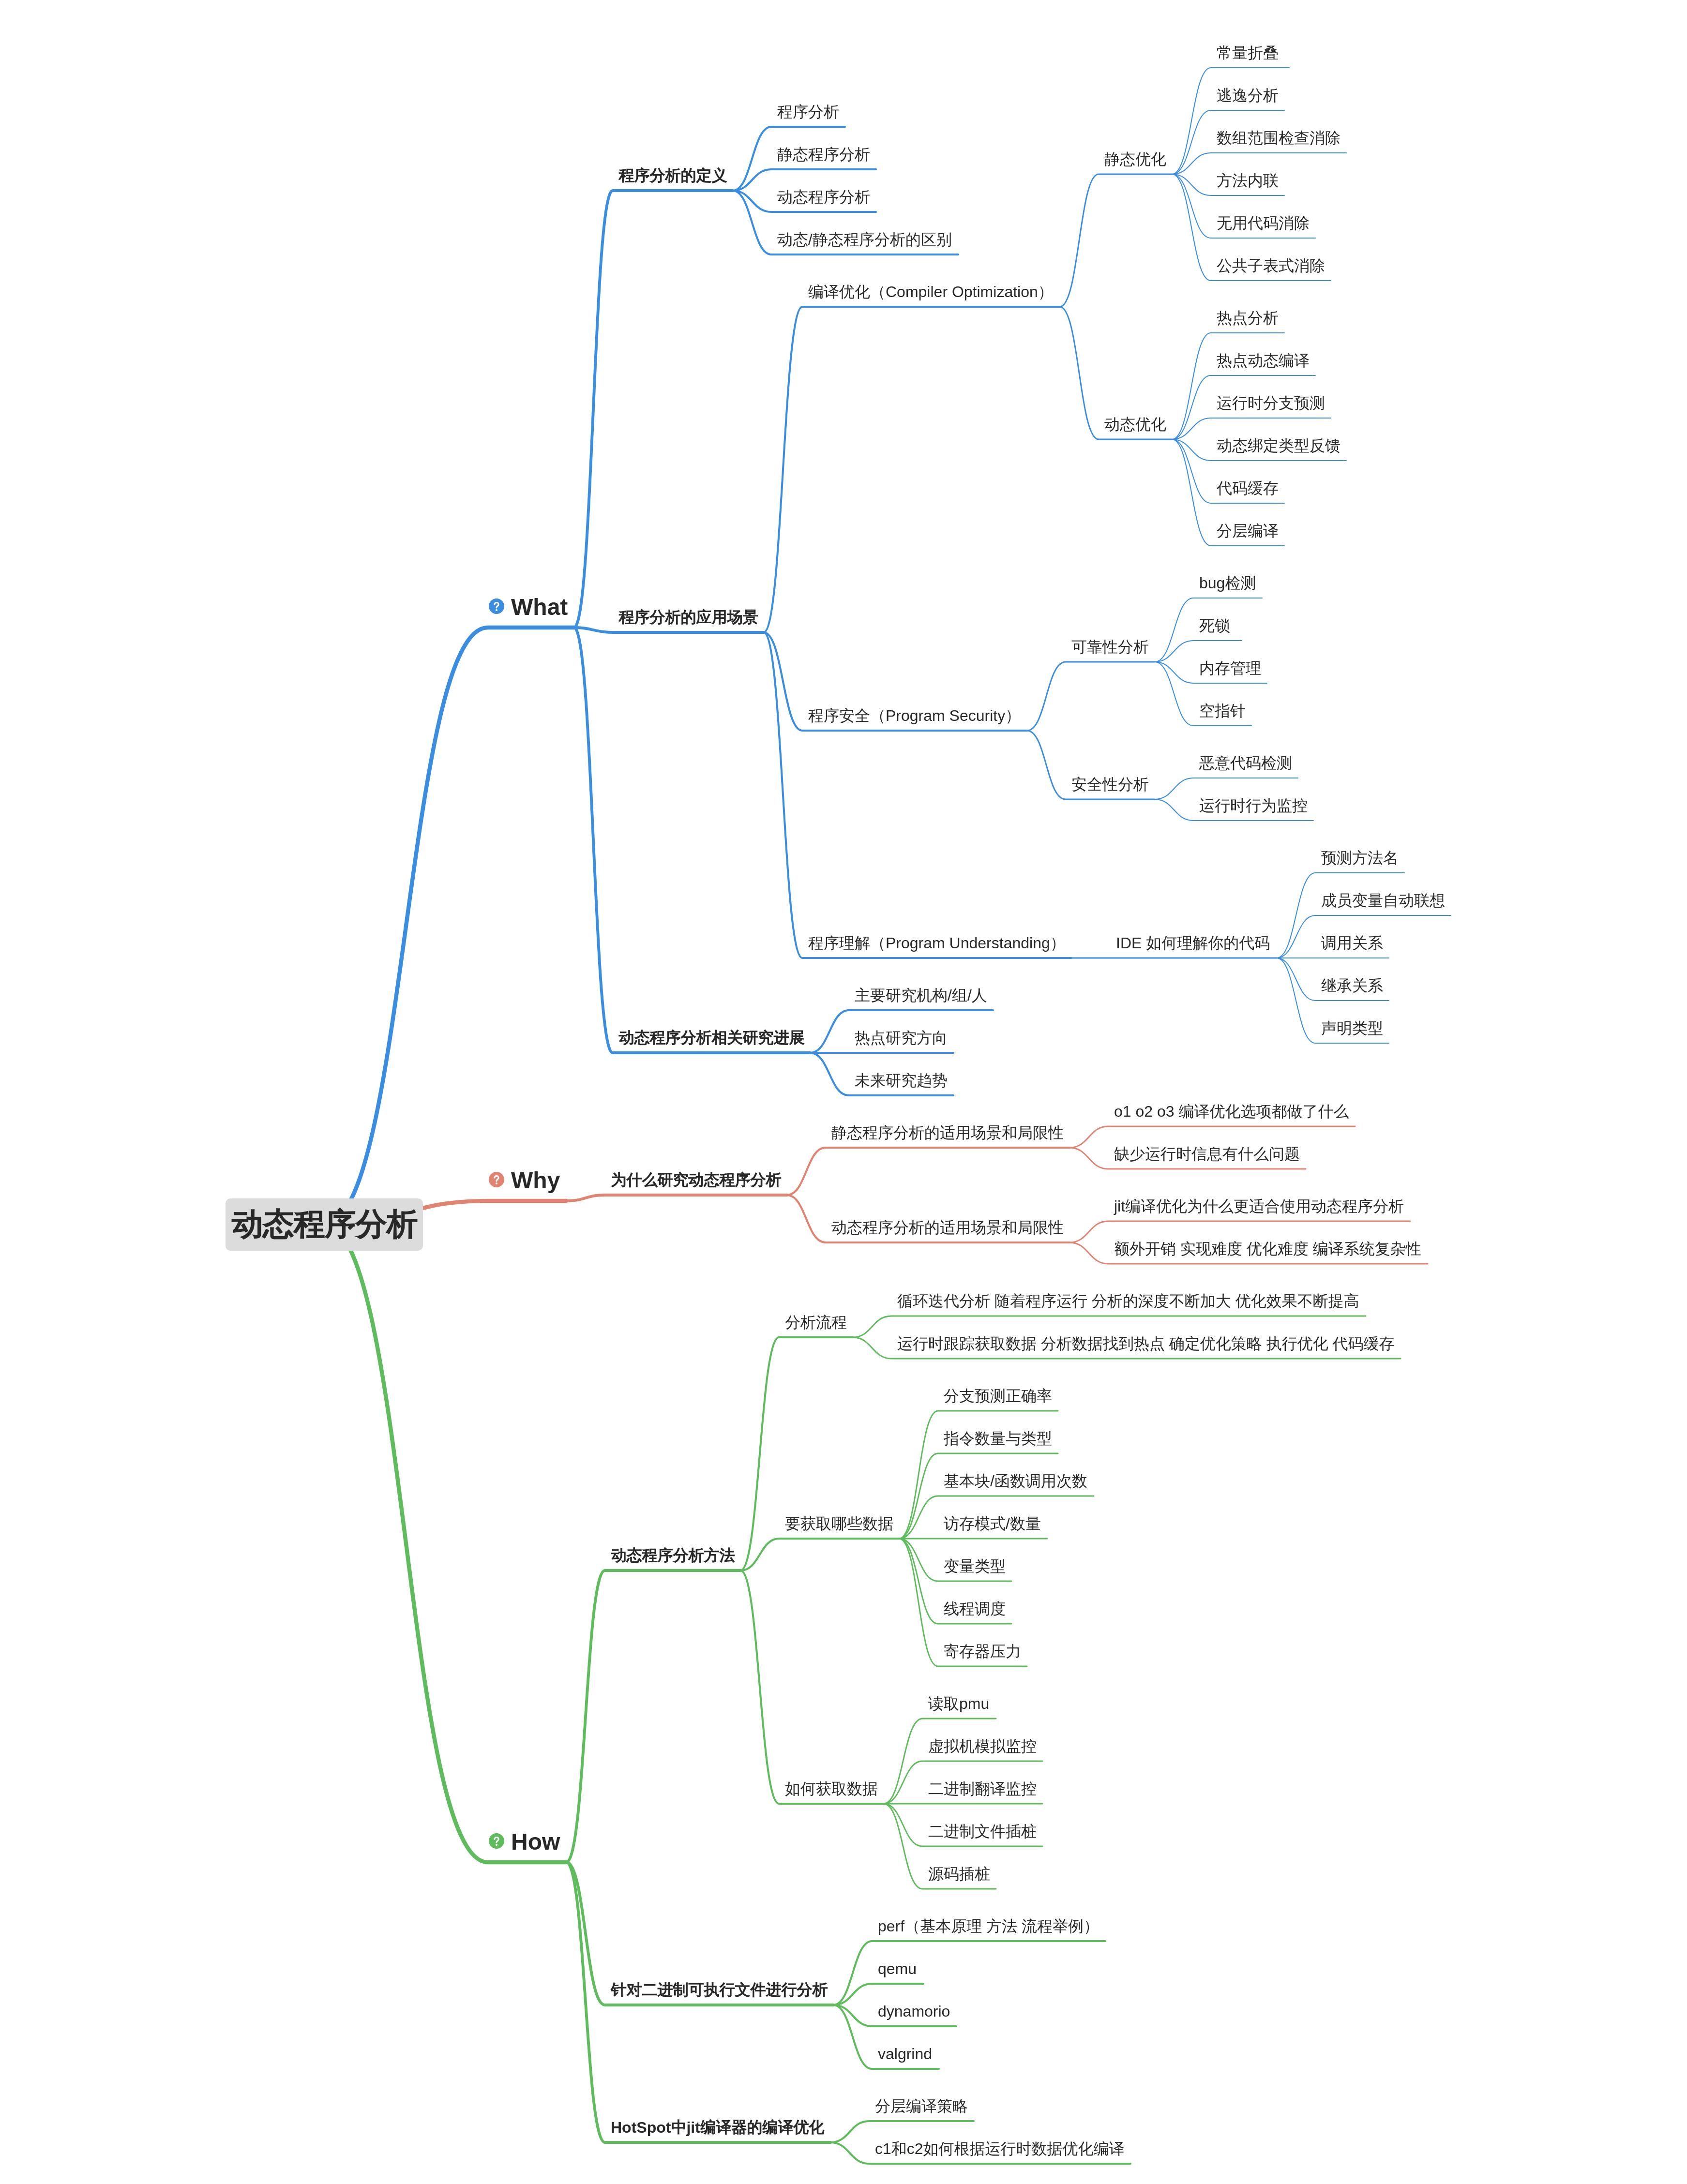 动态程序分析
What
程序分析的定义
程序分析
静态程序分析
动态程序分析
动态/静态程序分析的区别
程序分析的应用场景
编译优化（Compiler Optimization）
静态优化
常量折叠
逃逸分析
数组范围检查消除
方法内联
无用代码消除
公共子表式消除
动态优化
热点分析
热点动态编译
运行时分支预测
动态绑定类型反馈
代码缓存
分层编译
程序安全（Program Security）
可靠性分析
bug检测
死锁
内存管理
空指针
安全性分析
恶意代码检测
运行时行为监控
程序理解（Program Understanding）
IDE 如何理解你的代码
预测方法名
成员变量自动联想
调用关系
继承关系
声明类型
动态程序分析相关研究进展
主要研究机构/组/人
热点研究方向
未来研究趋势
Why
为什么研究动态程序分析
静态程序分析的适用场景和局限性
o1 o2 o3 编译优化选项都做了什么
缺少运行时信息有什么问题
动态程序分析的适用场景和局限性
jit编译优化为什么更适合使用动态程序分析
额外开销 实现难度 优化难度 编译系统复杂性
How
动态程序分析方法
分析流程
循环迭代分析 随着程序运行 分析的深度不断加大 优化效果不断提高
运行时跟踪获取数据 分析数据找到热点 确定优化策略 执行优化 代码缓存
要获取哪些数据
分支预测正确率
指令数量与类型
基本块/函数调用次数
访存模式/数量
变量类型
线程调度
寄存器压力
如何获取数据
读取pmu
虚拟机模拟监控
二进制翻译监控
二进制文件插桩
源码插桩
针对二进制可执行文件进行分析
perf（基本原理 方法 流程举例）
qemu
dynamorio
valgrind
HotSpot中jit编译器的编译优化
分层编译策略
c1和c2如何根据运行时数据优化编译